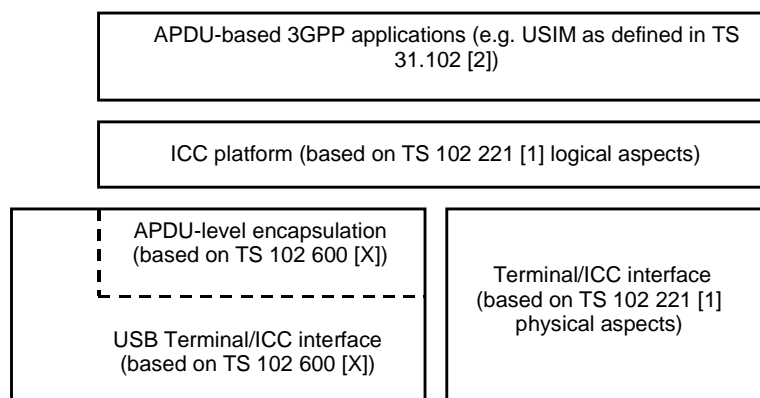 APDU-based 3GPP applications (e.g. USIM as defined in TS
31.102 [2])
ICC platform (based on TS 102 221 [1] logical aspects)
APDU-level encapsulation
(based on TS 102 600 [X])
USB Terminal/ICC interface
(based on TS 102 600 [X])
Terminal/ICC interface
(based on TS 102 221 [1]
physical aspects)